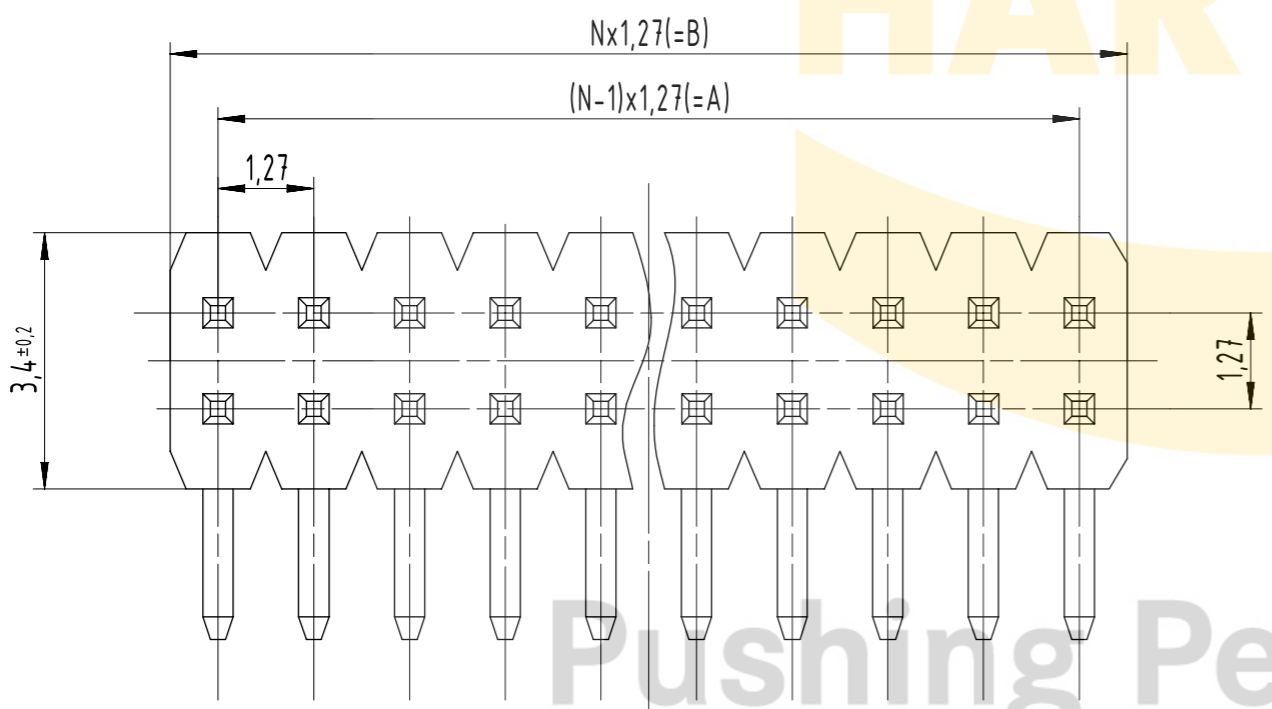 HAR
Nx1,27(=B)
(N-1)x1,27(=A)
1,27
3,4 ±0,2
1,27
Pushing Pe